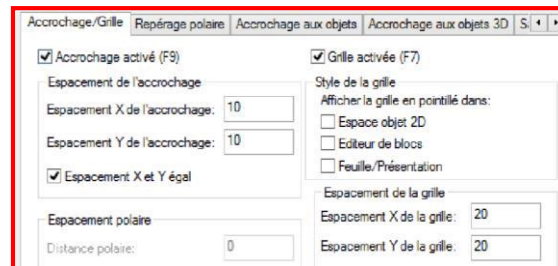 Accrochage/Grille Repérage polaire Accrochage aux objets Accrochage aux objets 3D
Accrochage activé (F9)
Espacement de l'accrochage
Espacement X de l'accrochage: 10
Espacement Y de l'accrochage: 10
Espacement X et Y égal
Espacement polaire
Distance polaire: 0
Grille activée (F7)
Style de la grille
Afficher la grille en pointillé dans:
Espace objet 2D
Editeur de blocs
Feuille/Présentation
Espacement de la grille
Espacement X de la grille: 20
Espacement Y de la grille: 20